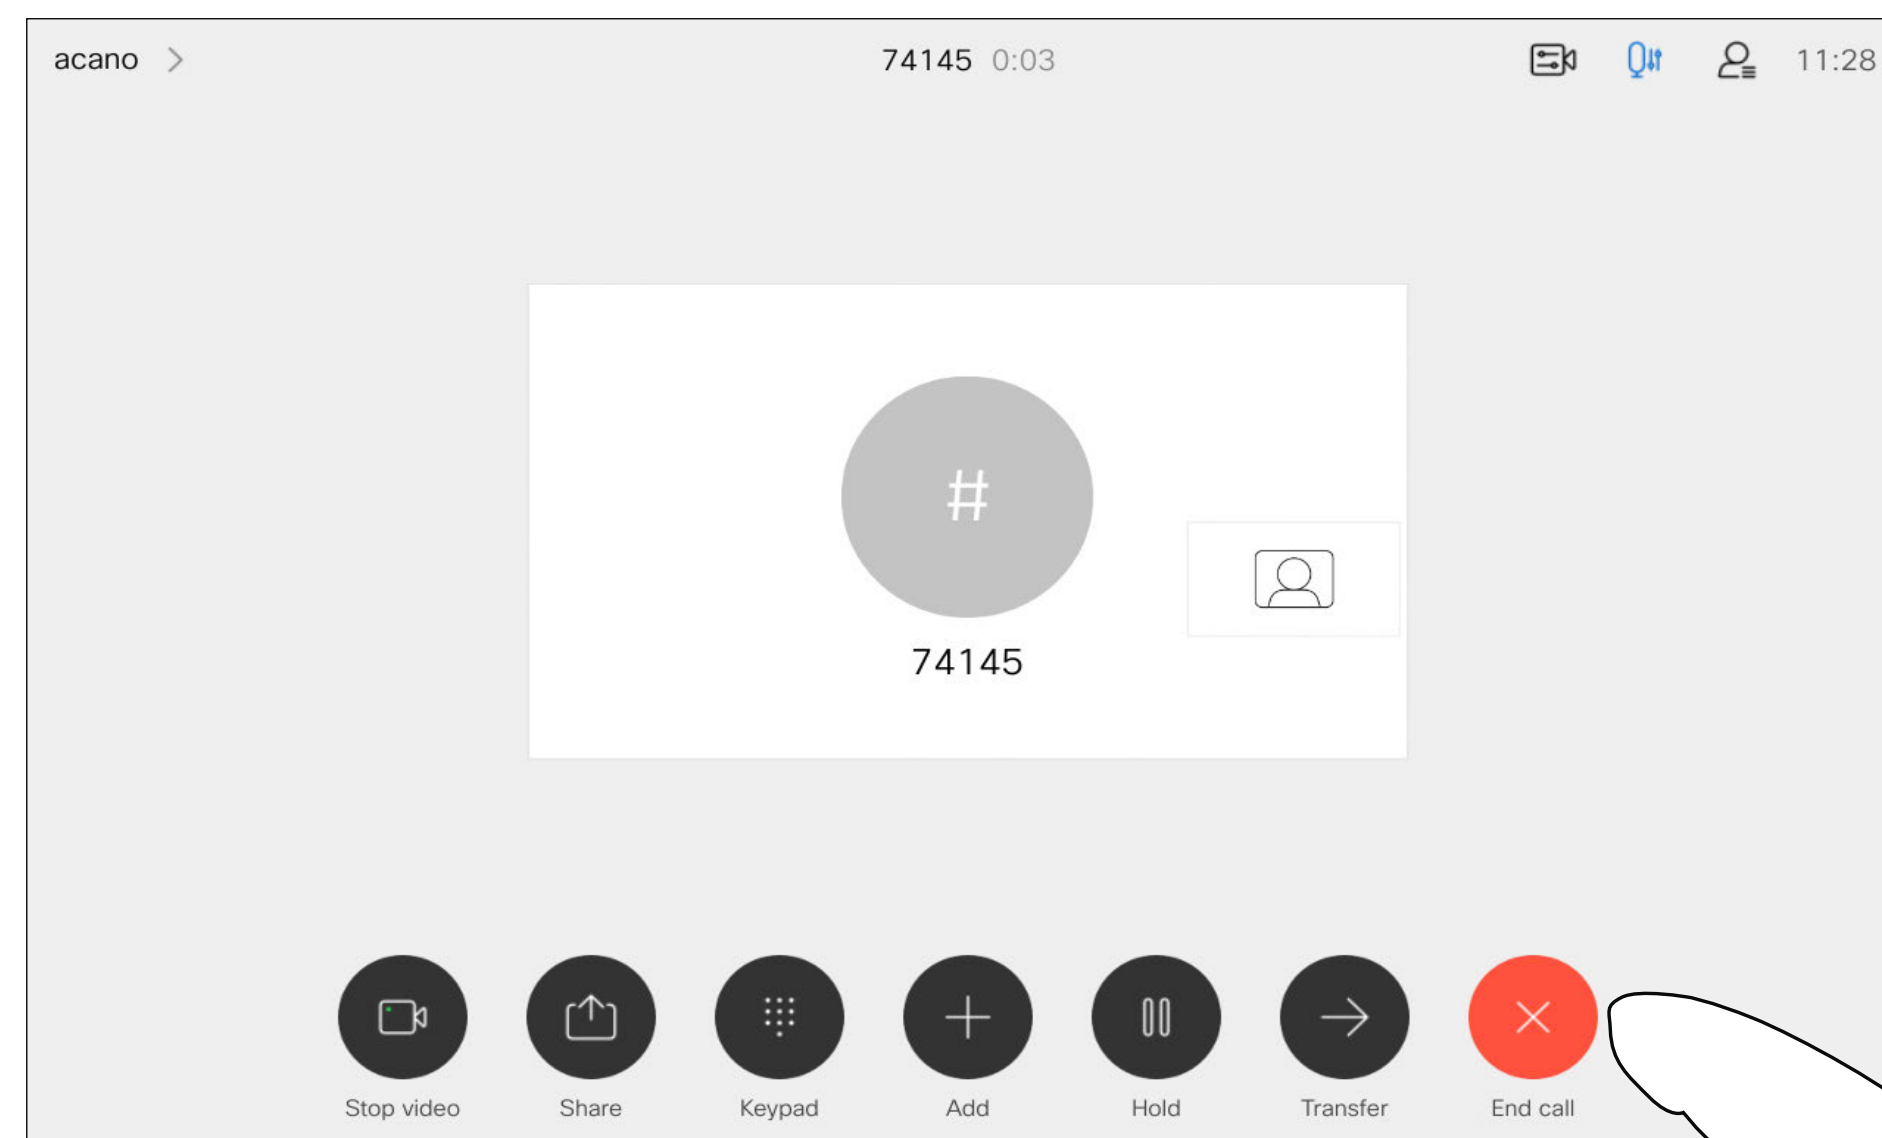 acano
74145 0:03
11:28
#
74145
Stop video
Share
Keypad
Add
Hold
Transfer
End call